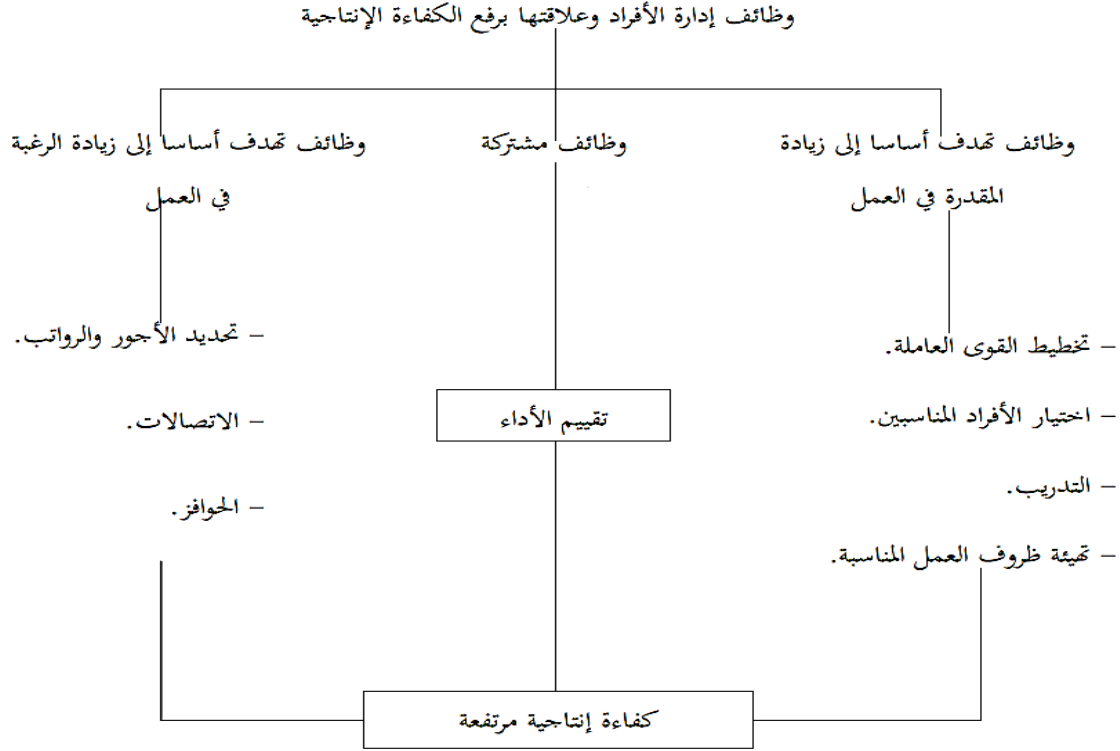 وظائف إدارة الأفراد وعلاقتها برفع الكفاءة الإنتاجية
وظائف تهدف أساسا إلى زيادة
المقدرة في العمل
وظائف مشتركة
وظائف تهدف أساسا إلى زيادة الرغبة
في العمل
– تخطيط القوى العاملة.
– اختيار الأفراد المناسبين.
– التدريب.
– تهيئة ظروف العمل المناسبة.
تقييم الأداء
– تحديد الأجور والرواتب.
– الاتصالات.
– الحوافز.
كفاءة إنتاجية مرتفعة